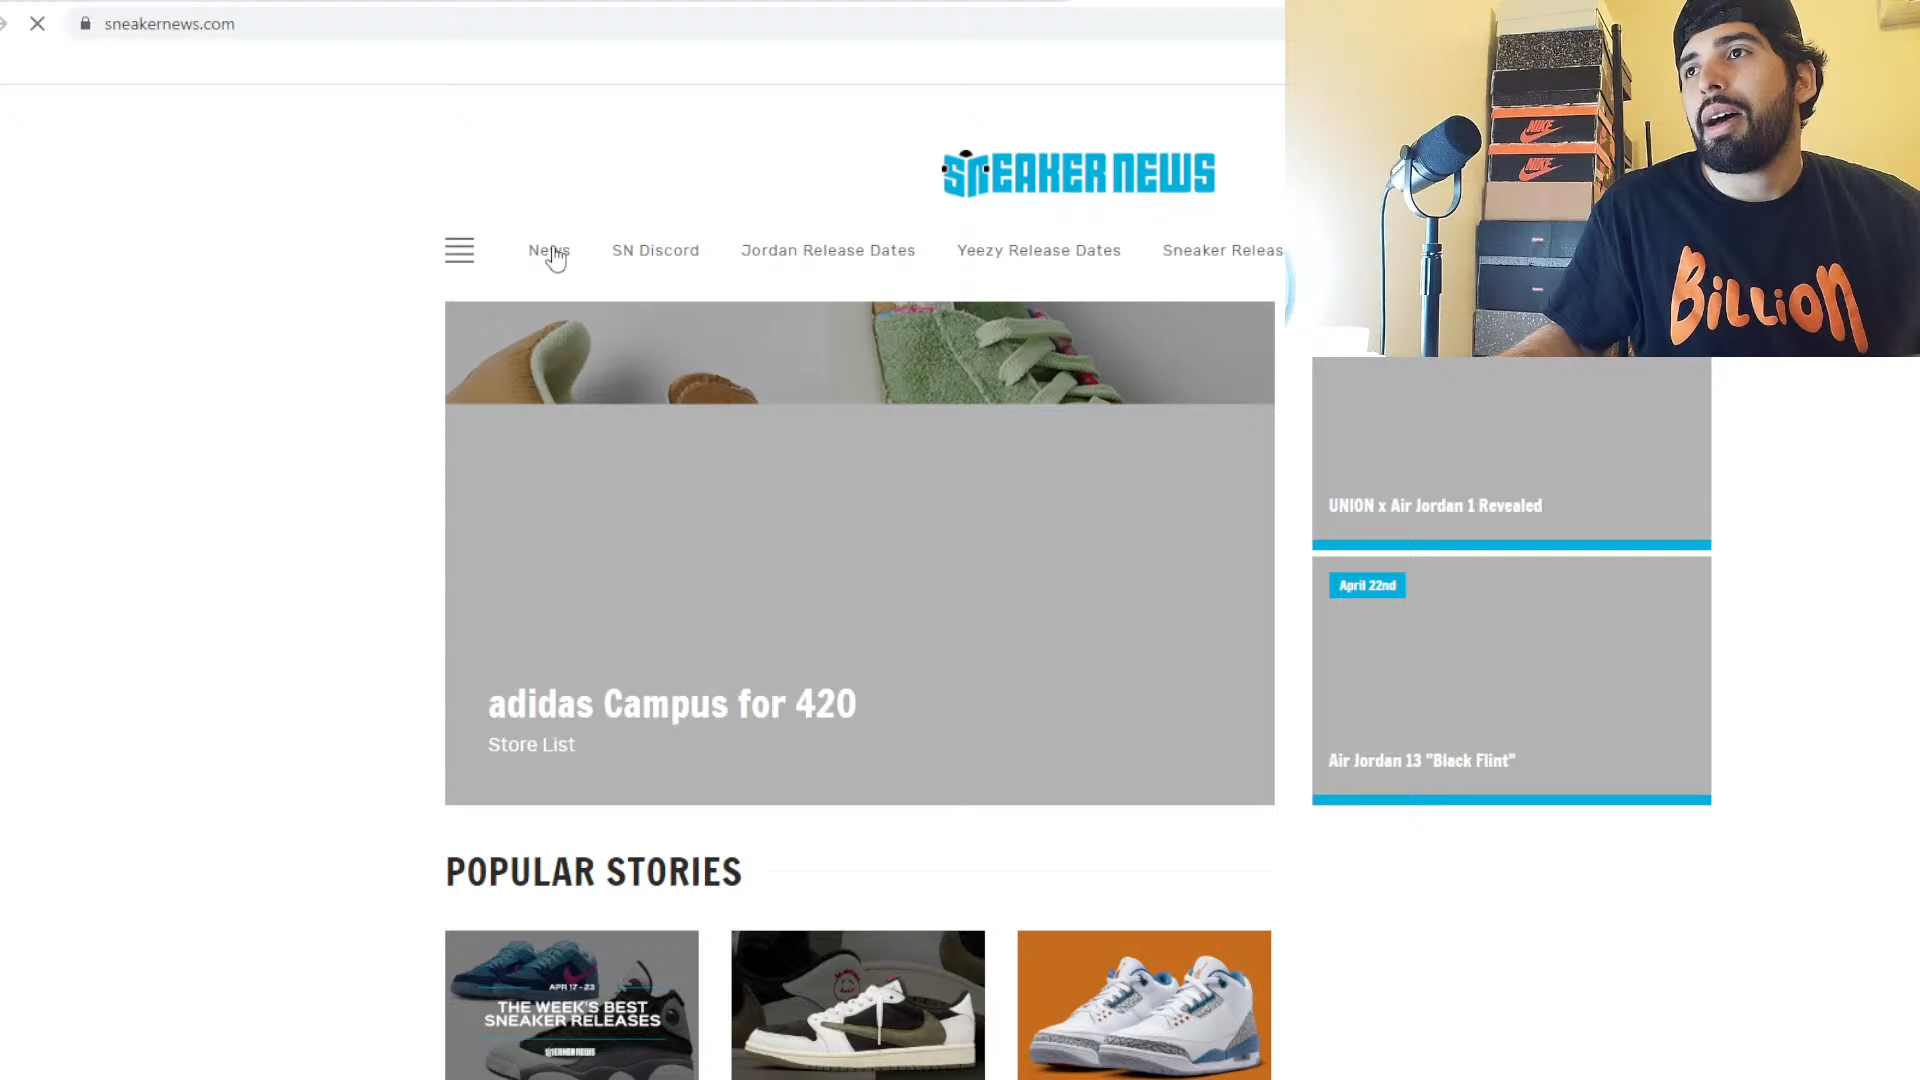 sneakernews.com
SNEAKER NEWS
News
SN Discord
Jordan Release Dates
Yeezy Release Dates
Sneaker Releas
NIKE
NIKE
BiLLiON
UNION x Air Jordan 1 Revealed
April 22nd
Air Jordan 13 "Black Flint"
adidas Campus for 420
Store List
POPULAR STORIES
APR 17 - 23
THE WEEK'S BEST
SNEAKER RELEASES
SNEAKER NEWS